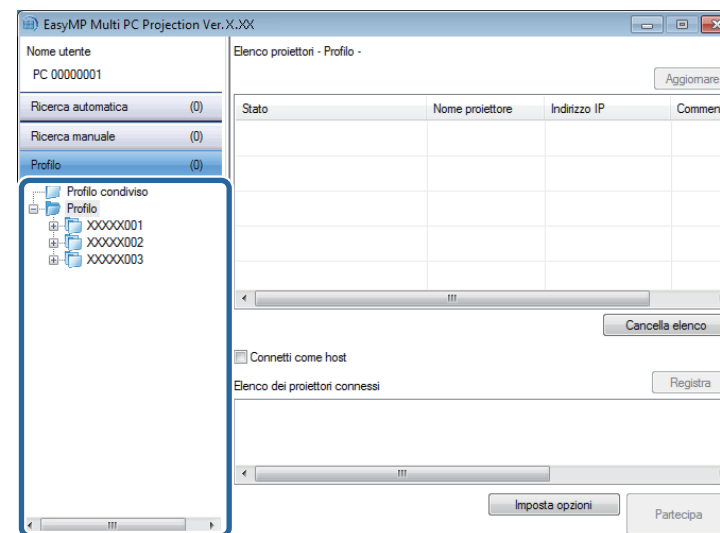 EasyMP Multi PC Projection Ver.X.XX
Nome utente
PC 00000001
Ricerca automatica (0)
Ricerca manuale (0)
Profilo (0)
Profilo condiviso
Profilo
XXXXX001
XXXXX002
XXXXX003
Elenco proiettori - Profilo -
Aggiornare
Stato Nome proiettore Indirizzo IP Commen
Cancella elenco
Connetti come host
Elenco dei proiettori connessi
Registra
Imposta opzioni
Partecipa